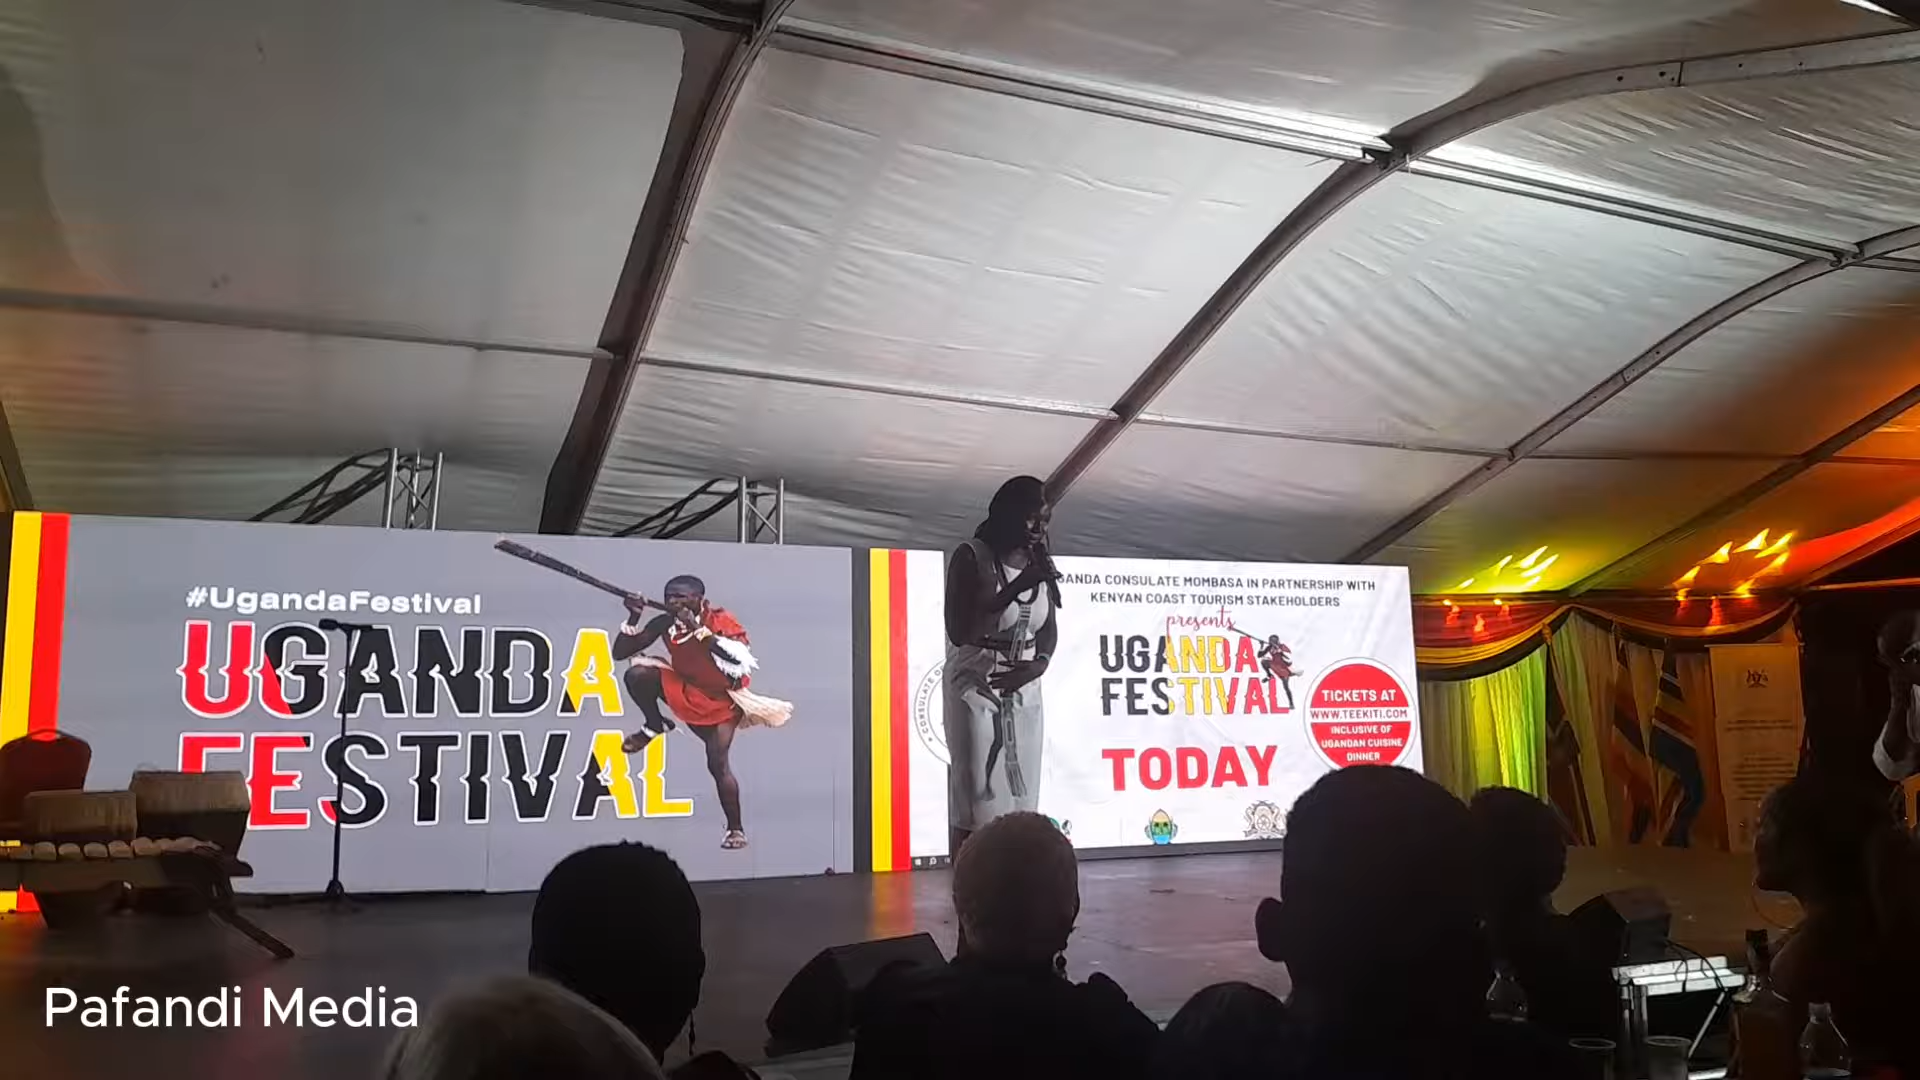 #UgandaFestival
UGANDA
FESTIVAL
CONSULATE O
GANDA CONSULATE MOMBASA IN PARTNERSHIP WITH
KENYAN COAST TOURISM STAKEHOLDERS
presents
UGANDA
FESTIVAL
TODAY
TICKETS AT
WWW.TEEKITI.COM
INCLUSIVE OF
UGANDAN CUISINE
DINNER
Pafandi Media